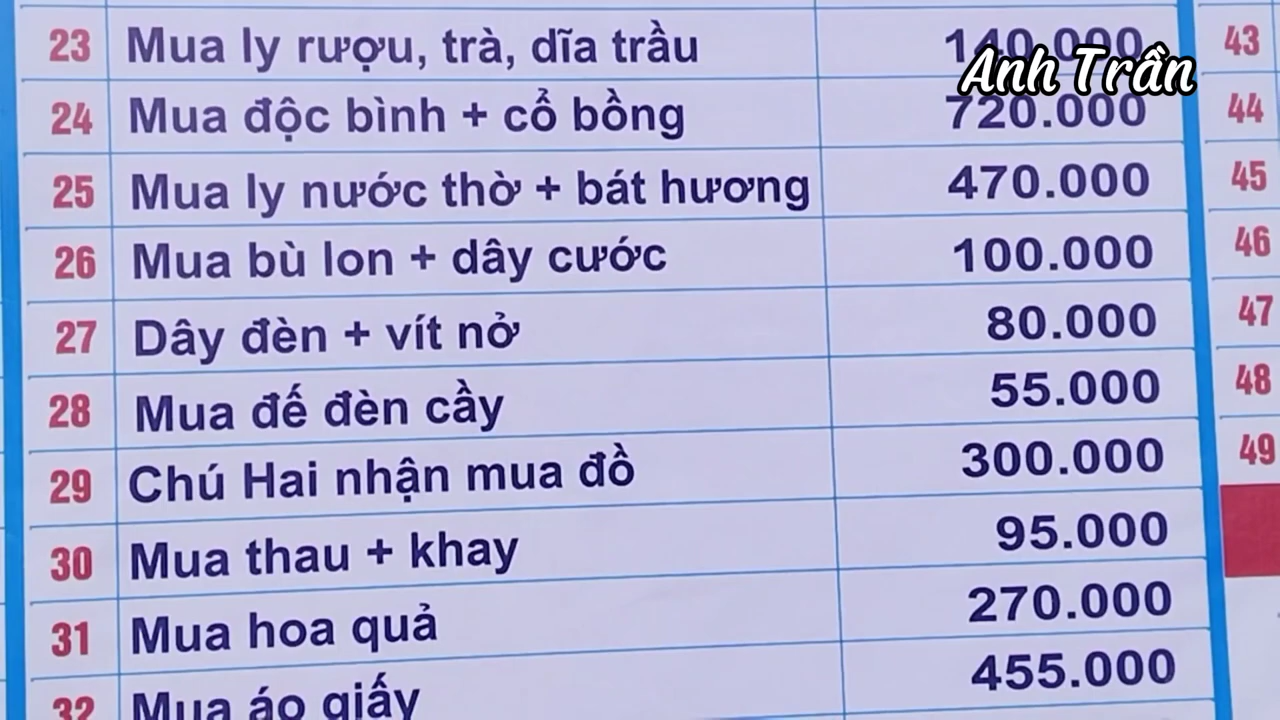 23 Mua ly rượu, trà, dĩa trầu 140.000 43
Anh Trần
24 Mua độc bình + cổ bồng 720.000 44
25 Mua ly nước thờ + bát hương 470.000 45
26 Mua bù lon + dây cước 100.000 46
27 Dây đèn + vít nở 80.000 47
28 Mua đế đèn cầy 55.000 48
29 Chú Hai nhận mua đồ 300.000 49
30 Mua thau + khay 95.000
31 Mua hoa quả 270.000
32 Mua áo giấy 455.000